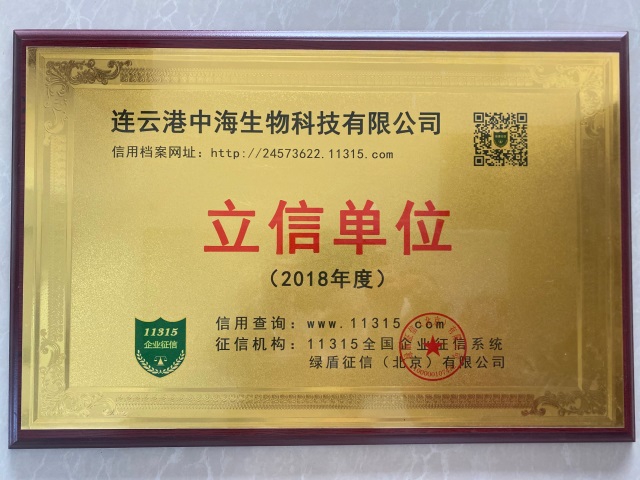 连云港中海生物科技有限公司
信用档案网址：http://24573622.11315.com
立信单位
（2018年度）
11315
企业征信
信用查询：www.11315.com
征信机构：11315全国企业征信系统
绿盾征信（北京）有限公司